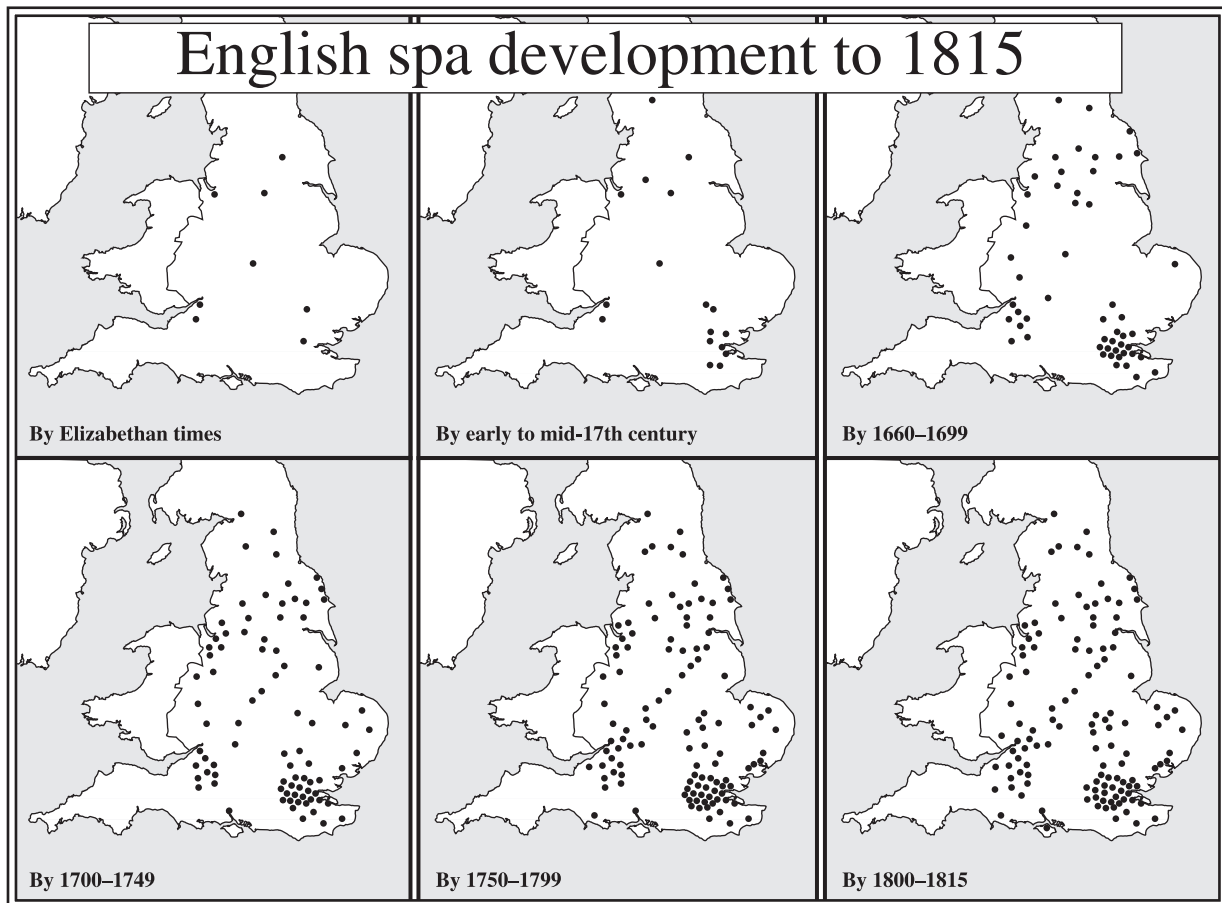 English spa development to 1815
By Elizabethan times
By early to mid-17th century
By 1660–1699
By 1700–1749
By 1750–1799
By 1800–1815